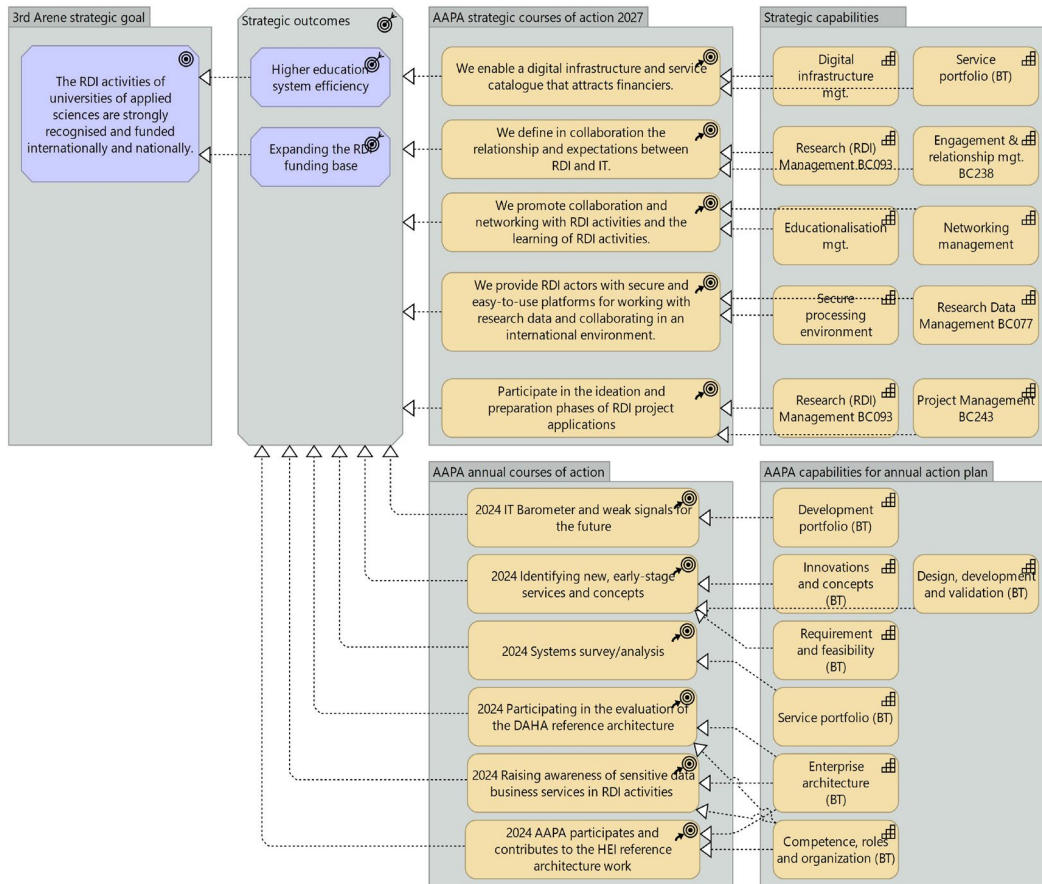 3rd Arene strategic goal
The RDI activities of
universities of applied
sciences are strongly
recognised and funded
internationally and nationally.
Strategic outcomes
Higher education
system efficiency
Expanding the RDI
funding base
AAPA strategic courses of action 2027
We enable a digital infrastructure and service
catalogue that attracts financiers.
We define in collaboration the
relationship and expectations between
RDI and IT.
We promote collaboration and
networking with RDI activities and the
learning of RDI activities.
We provide RDI actors with secure and
easy-to-use platforms for working with
research data and collaborating in an
international environment.
Participate in the ideation and
preparation phases of RDI project
applications
Strategic capabilities
Digital
infrastructure
mgt.
Service
portfolio (BT)
Research (RDI)
Management BC093
Engagement &
relationship mgt.
BC238
Educationalisation
mgt.
Networking
management
Secure
processing
environment
Research Data
Management BC077
Research (RDI)
Management BC093
Project Management
BC243
AAPA annual courses of action
2024 IT Barometer and weak signals for
the future
2024 Identifying new, early-stage
services and concepts
2024 Systems survey/analysis
2024 Participating in the evaluation of
the DAHA reference architecture
2024 Raising awareness of sensitive data
business services in RDI activities
2024 AAPA participates and
contributes to the HEI reference
architecture work
AAPA capabilities for annual action plan
Development
portfolio (BT)
Innovations
and concepts
(BT)
Design, development
and validation (BT)
Requirement
and feasibility
(BT)
Service portfolio (BT)
Enterprise
architecture
(BT)
Competence, roles
and organization (BT)